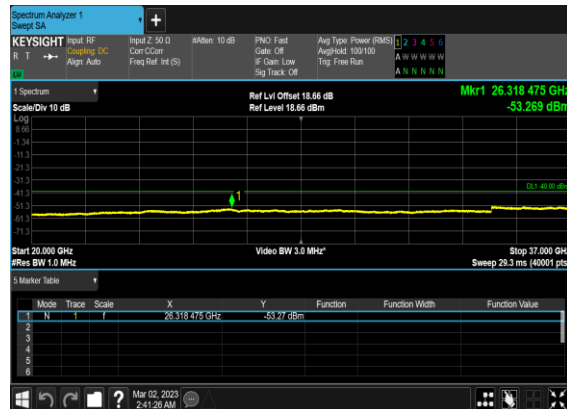 Spectrum Analyzer 1
Swept SA
+
KEYSIGHT Input: RF Input Z: 50 Ω #Atten: 10 dB PNO: Fast Avg Type: Power (RMS) 1 2 3 4 5 6
R T Coupling: DC Corr CCorr Gate: Off Avg|Hold: 100/100 A W W W W W
Align: Auto Freq Ref: Int (S) IF Gain: Low Trig: Free Run
Sig Track: Off A N N N N N
1 Spectrum Ref Lvl Offset 18.66 dB Mkr1 26.318 475 GHz
Scale/Div 10 dB Ref Level 18.66 dBm -53.269 dBm
Log
8.66
-1.34
-11.3
-21.3
-31.3
-41.3 DL1 -40.00 dBm
1
-51.3
-61.3
-71.3
Start 20.000 GHz Video BW 3.0 MHz* Stop 37.000 GHz
#Res BW 1.0 MHz Sweep 29.3 ms (40001 pts)
5 Marker Table
Mode Trace Scale X Y Function Function Width Function Value
1 N 1 f 26.318 475 GHz -53.27 dBm
2
3
4
5
6
? Mar 02, 2023
2:41:26 AM